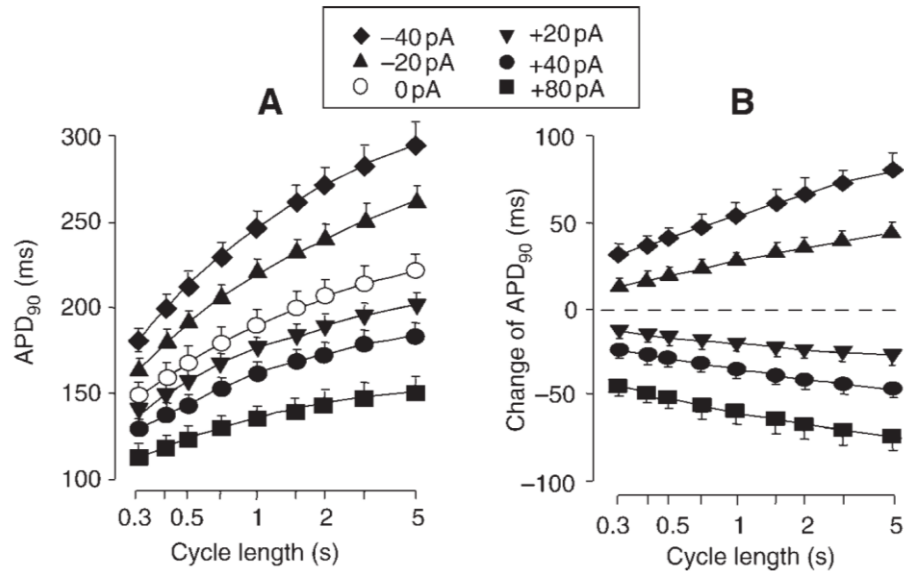 −40 pA +20 pA
−20 pA +40 pA
0 pA +80 pA
A
B
300
250
200
150
100
APD90 (ms)
0.3 0.5 1 2 5
Cycle length (s)
100
50
0
−50
−100
Change of APD90 (ms)
0.3 0.5 1 2 5
Cycle length (s)